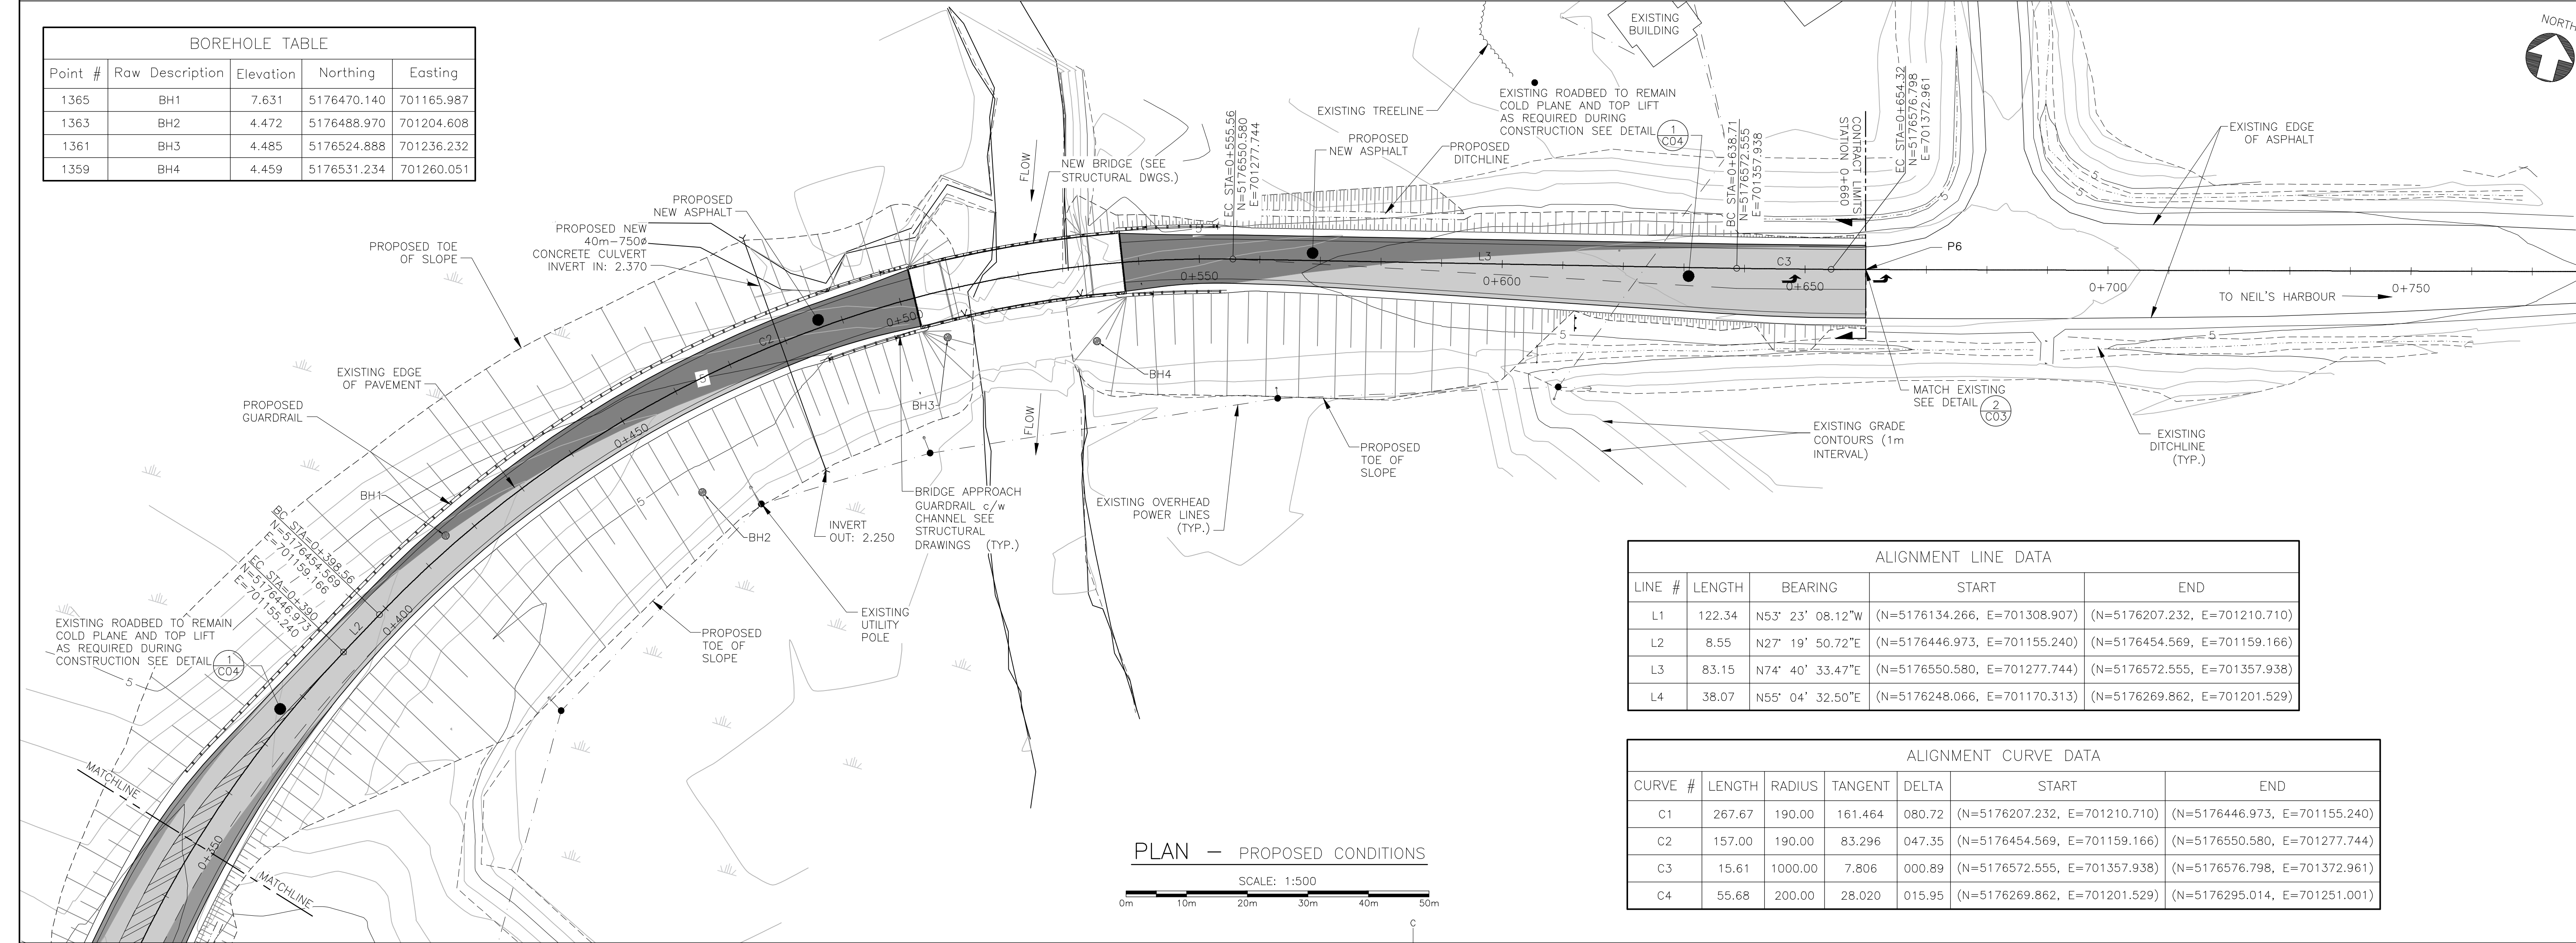 BOREHOLE TABLE
Point # Raw Description Elevation Northing Easting
1365 BH1 7.631 5176470.140 701165.987
1363 BH2 4.472 5176488.970 701204.608
1361 BH3 4.485 5176524.888 701236.232
1359 BH4 4.459 5176531.234 701260.051
EXISTING
BUILDING
NORTH
EXISTING TREELINE
EXISTING ROADBED TO REMAIN
COLD PLANE AND TOP LIFT
AS REQUIRED DURING
CONSTRUCTION SEE DETAIL
1
C04
PROPOSED
NEW ASPHALT
PROPOSED
DITCHLINE
EC STA=0+555.56
N=5176550.580
E=701277.744
BC STA=0+638.71
N=5176572.555
E=701357.938
CONTRACT LIMITS
STATION 0+660
EC STA=0+654.32
N=5176576.798
E=701372.961
EXISTING EDGE
OF ASPHALT
5
5
FLOW
NEW BRIDGE (SEE
STRUCTURAL DWGS.)
PROPOSED
NEW ASPHALT
PROPOSED NEW
40m-750ø
CONCRETE CULVERT
INVERT IN: 2.370
PROPOSED TOE
OF SLOPE
5
L3
C3
P6
0+550
0+600
0+650
0+700
0+750
TO NEIL'S HARBOUR
0+500
C2
5
5
5
EXISTING EDGE
OF PAVEMENT
PROPOSED
GUARDRAIL
BH4
BH3
FLOW
0+450
MATCH EXISTING
SEE DETAIL
2
C03
EXISTING GRADE
CONTOURS (1m
INTERVAL)
EXISTING
DITCHLINE
(TYP.)
PROPOSED
TOE OF
SLOPE
BH1
BRIDGE APPROACH
GUARDRAIL c/w
CHANNEL SEE
STRUCTURAL
DRAWINGS (TYP.)
EXISTING OVERHEAD
POWER LINES
(TYP.)
INVERT
OUT: 2.250
BH2
5
BC STA=0+398.56
N=5176454.569
E=701159.166
EC STA=0+390
N=5176446.973
E=701155.240
L2
0+400
EXISTING
UTILITY
POLE
PROPOSED
TOE OF
SLOPE
EXISTING ROADBED TO REMAIN
COLD PLANE AND TOP LIFT
AS REQUIRED DURING
CONSTRUCTION SEE DETAIL
1
C04
5
MATCHLINE
0+350
MATCHLINE
ALIGNMENT LINE DATA
LINE # LENGTH BEARING START END
L1 122.34 N53° 23' 08.12"W (N=5176134.266, E=701308.907) (N=5176207.232, E=701210.710)
L2 8.55 N27° 19' 50.72"E (N=5176446.973, E=701155.240) (N=5176454.569, E=701159.166)
L3 83.15 N74° 40' 33.47"E (N=5176550.580, E=701277.744) (N=5176572.555, E=701357.938)
L4 38.07 N55° 04' 32.50"E (N=5176248.066, E=701170.313) (N=5176269.862, E=701201.529)
ALIGNMENT CURVE DATA
CURVE # LENGTH RADIUS TANGENT DELTA START END
C1 267.67 190.00 161.464 080.72 (N=5176207.232, E=701210.710) (N=5176446.973, E=701155.240)
C2 157.00 190.00 83.296 047.35 (N=5176454.569, E=701159.166) (N=5176550.580, E=701277.744)
C3 15.61 1000.00 7.806 000.89 (N=5176572.555, E=701357.938) (N=5176576.798, E=701372.961)
C4 55.68 200.00 28.020 015.95 (N=5176269.862, E=701201.529) (N=5176295.014, E=701251.001)
PLAN - PROPOSED CONDITIONS
SCALE: 1:500
0m 10m 20m 30m 40m 50m
C